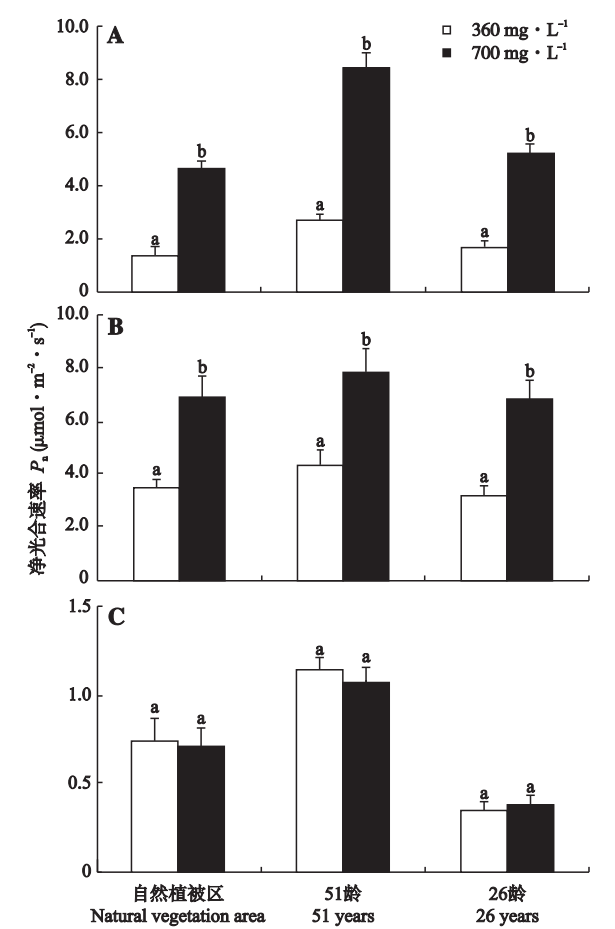 10.0
A
360 mg · L⁻¹
700 mg · L⁻¹
8.0
6.0
4.0
2.0
0
a
b
a
b
a
b
10.0
B
8.0
6.0
4.0
2.0
0
a
b
a
b
a
b
净光合速率 Pn (μmol · m⁻² · s⁻¹)
1.5
C
1.0
0.5
0
a
a
a
a
a
a
自然植被区
51龄
26龄
Natural vegetation area
51 years
26 years